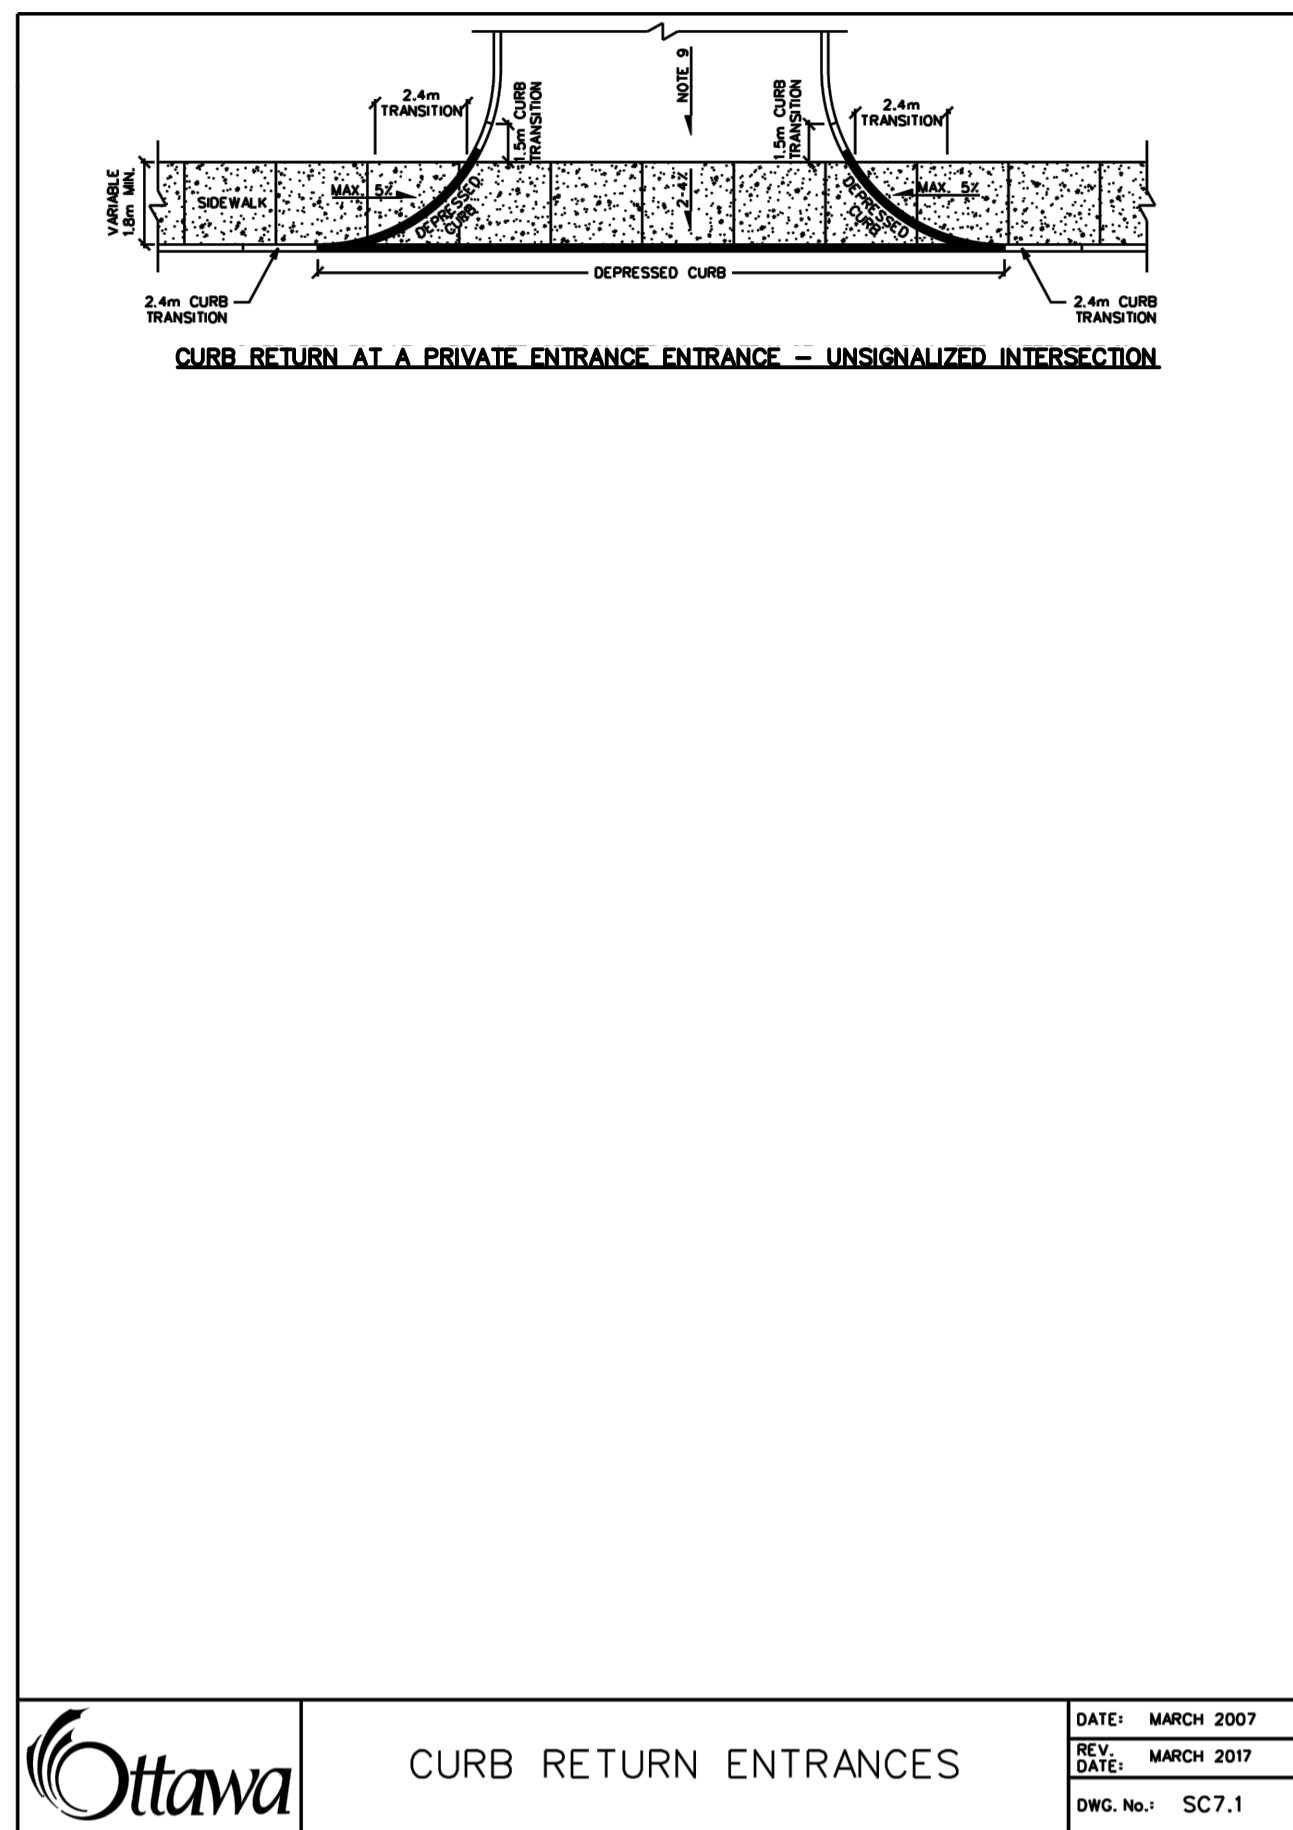 NOTE 9
2.4m
TRANSITION
1.5m CURB
TRANSITION
1.5m CURB
TRANSITION
2.4m
TRANSITION
VARIABLE
1.8m MIN.
SIDEWALK
MAX. 5%
DEPRESSED
CURB
2-4%
DEPRESSED
CURB
MAX. 5%
DEPRESSED CURB
2.4m CURB
TRANSITION
2.4m CURB
TRANSITION
CURB RETURN AT A PRIVATE ENTRANCE ENTRANCE – UNSIGNALIZED INTERSECTION
Ottawa
CURB RETURN ENTRANCES
DATE: MARCH 2007
REV.
DATE: MARCH 2017
DWG. No.: SC7.1